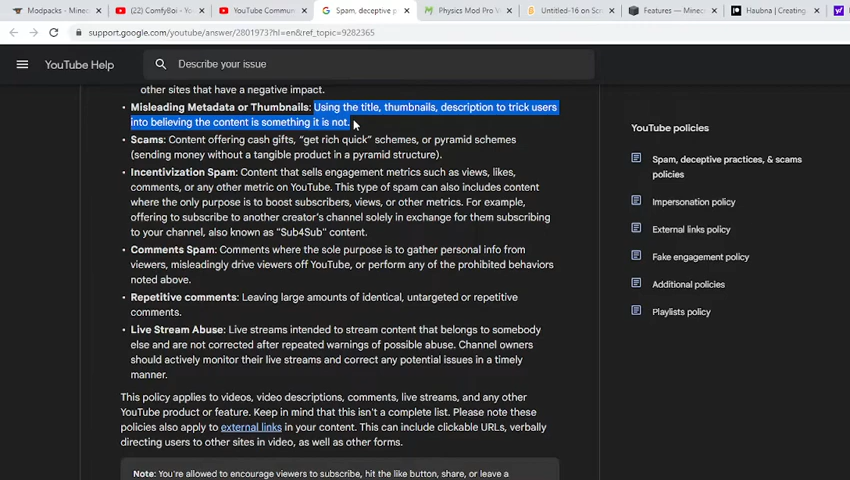 Modpacks - Minec
(22) ComfyBoi - Yo
YouTube Commun
Spam, deceptive p
Physics Mod Pro V
Untitled-16 on Sc
Features — Minec
Haubna | Creating
support.google.com/youtube/answer/2801973?hl=en&ref_topic=9282365
YouTube Help
Describe your issue
other sites that have a negative impact.
• Misleading Metadata or Thumbnails: Using the title, thumbnails, description to trick users
into believing the content is something it is not.
• Scams: Content offering cash gifts, “get rich quick” schemes, or pyramid schemes
(sending money without a tangible product in a pyramid structure).
• Incentivization Spam: Content that sells engagement metrics such as views, likes,
comments, or any other metric on YouTube. This type of spam can also includes content
where the only purpose is to boost subscribers, views, or other metrics. For example,
offering to subscribe to another creator’s channel solely in exchange for them subscribing
to your channel, also known as "Sub4Sub" content.
• Comments Spam: Comments where the sole purpose is to gather personal info from
viewers, misleadingly drive viewers off YouTube, or perform any of the prohibited behaviors
noted above.
• Repetitive comments: Leaving large amounts of identical, untargeted or repetitive
comments.
• Live Stream Abuse: Live streams intended to stream content that belongs to somebody
else and are not corrected after repeated warnings of possible abuse. Channel owners
should actively monitor their live streams and correct any potential issues in a timely
manner.
This policy applies to videos, video descriptions, comments, live streams, and any other
YouTube product or feature. Keep in mind that this isn't a complete list. Please note these
policies also apply to external links in your content. This can include clickable URLs, verbally
directing users to other sites in video, as well as other forms.
Note: You're allowed to encourage viewers to subscribe, hit the like button, share, or leave a
YouTube policies
Spam, deceptive practices, & scams
policies
Impersonation policy
External links policy
Fake engagement policy
Additional policies
Playlists policy